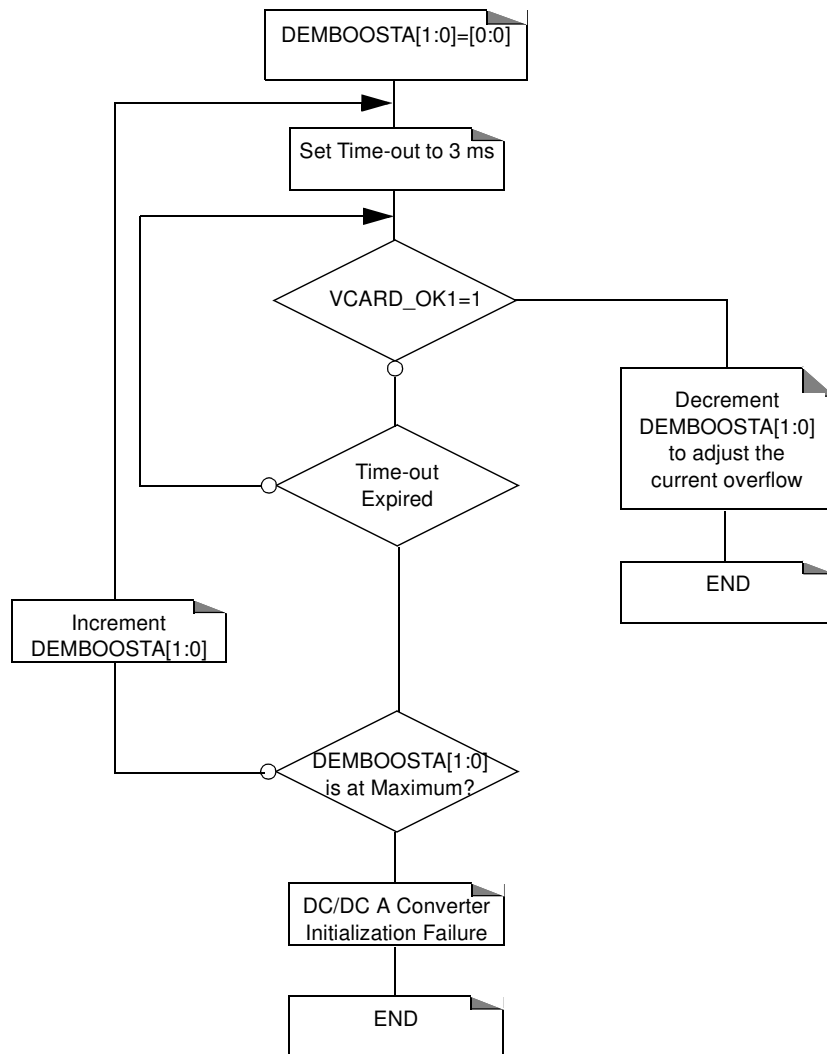 DEMBOOSTA[1:0]=[0:0]
Set Time-out to 3 ms
VCARD_OK1=1
Decrement
DEMBOOSTA[1:0]
to adjust the
current overflow
Time-out
Expired
END
Increment
DEMBOOSTA[1:0]
DEMBOOSTA[1:0]
is at Maximum?
DC/DC A Converter
Initialization Failure
END